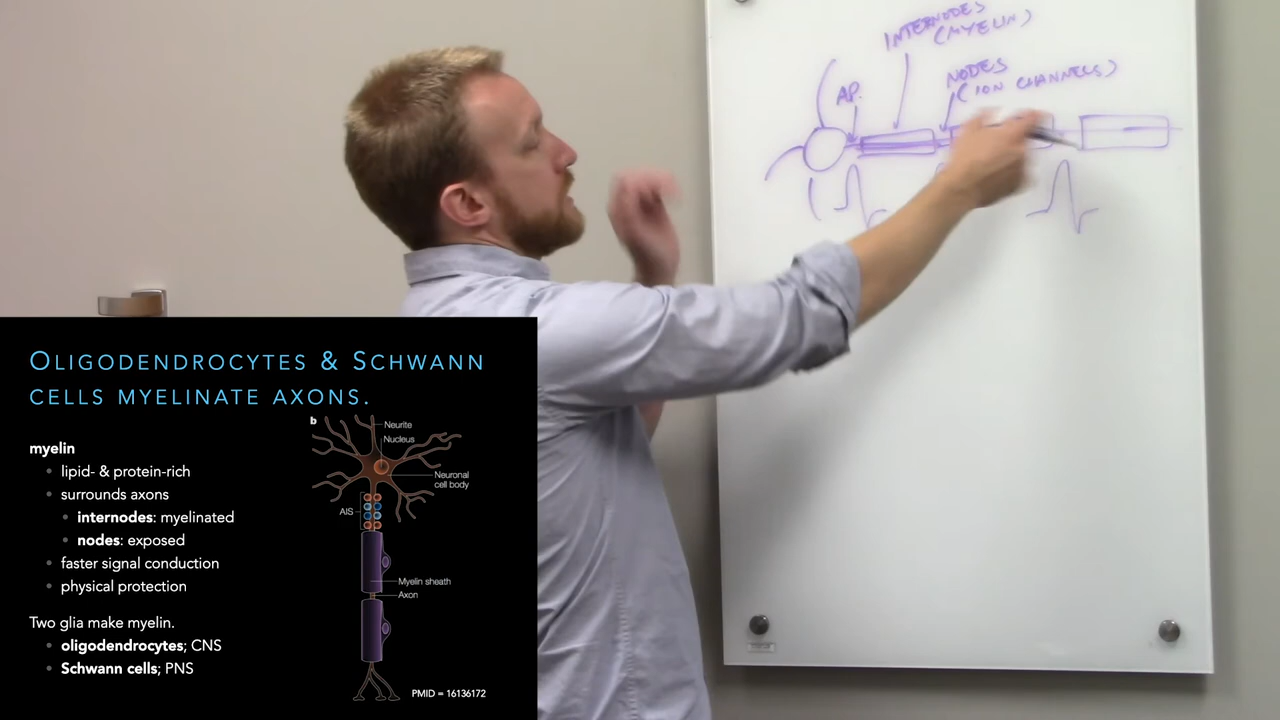 INTERNODES
(MYELIN)
NODES
(ION CHANNELS)
AP.
OLIGODENDROCYTES & SCHWANN
CELLS MYELINATE AXONS.
myelin
• lipid- & protein-rich
• surrounds axons
• internodes: myelinated
• nodes: exposed
• faster signal conduction
• physical protection
Two glia make myelin.
• oligodendrocytes; CNS
• Schwann cells; PNS
b
Neurite
Nucleus
Neuronal
cell body
AIS
Myelin sheath
Axon
PMID = 16136172